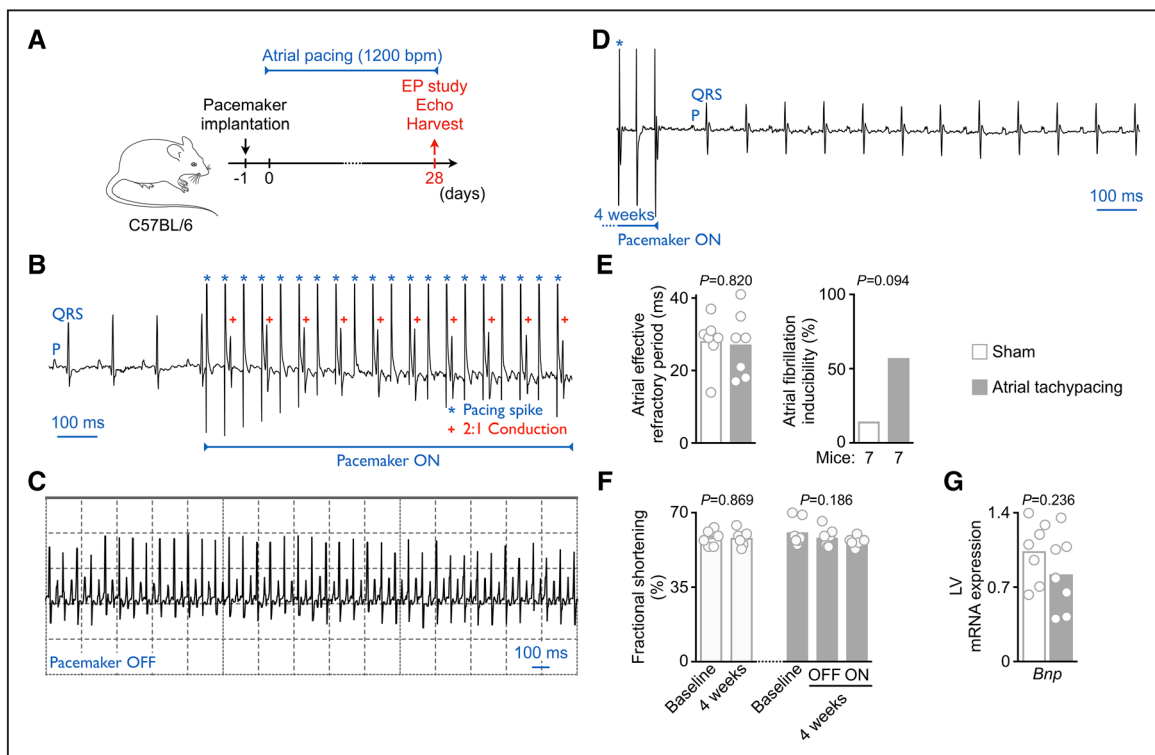 A
Atrial pacing (1200 bpm)
EP study
Echo
Harvest
Pacemaker
implantation
-1
0
28
(days)
C57BL/6
B
* * * * * * * * * * * * * * * * * * * *
QRS
P
+ + + + + + + + + +
100 ms
* Pacing spike
+ 2:1 Conduction
Pacemaker ON
C
Pacemaker OFF
100 ms
D
*
QRS
P
4 weeks
Pacemaker ON
100 ms
E
P=0.820
Atrial effective
refractory period (ms)
40
20
0
P=0.094
Atrial fibrillation
inducibility (%)
100
50
0
Mice: 7 7
Sham
Atrial tachypacing
F
P=0.869
P=0.186
Fractional shortening
(%)
70
35
0
Baseline
4 weeks
Baseline
OFF ON
4 weeks
G
P=0.236
LV
mRNA expression
1.4
0.7
0
Bnp